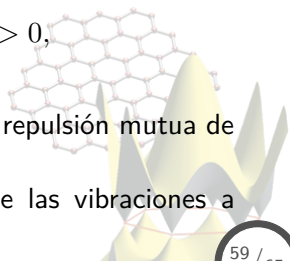 > 0,
repulsión mutua de
e las vibraciones a
59 /